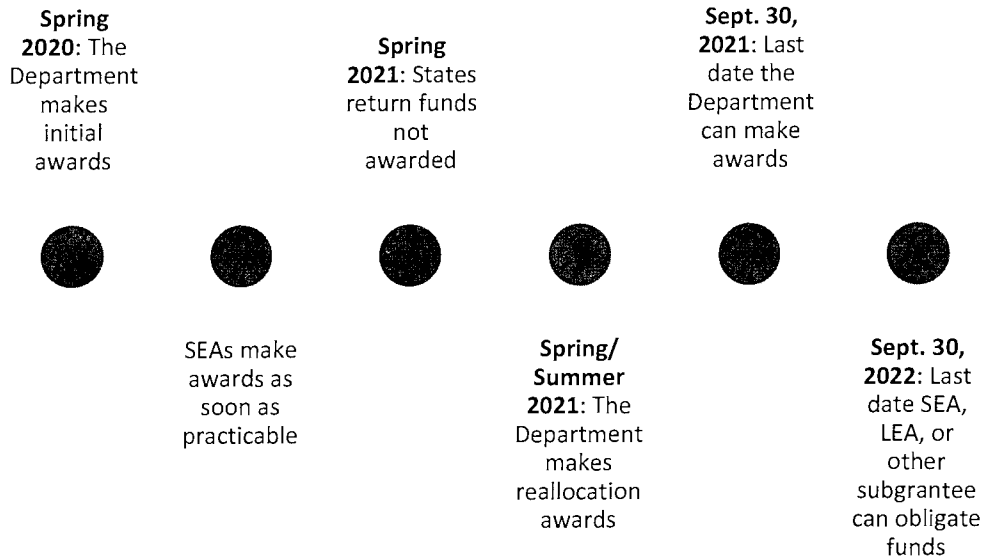 Spring
2020: The
Department
makes
initial
awards
SEAs make
awards as
soon as
practicable
Spring
2021: States
return funds
not
awarded
Spring/
Summer
2021: The
Department
makes
reallocation
awards
Sept. 30,
2021: Last
date the
Department
can make
awards
Sept. 30,
2022: Last
date SEA,
LEA, or
other
subgrantee
can obligate
funds